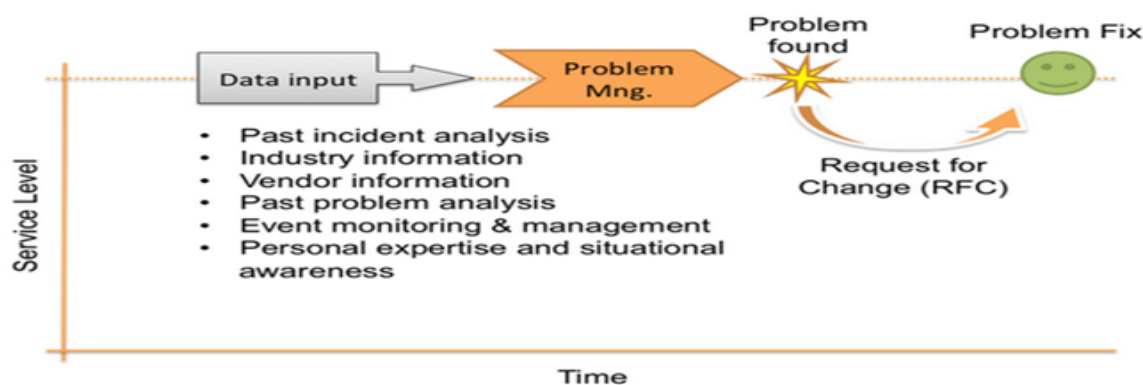 Problem
found
Problem Fix
Data input
Problem
Mng.
• Past incident analysis
• Industry information
• Vendor information
• Past problem analysis
• Event monitoring & management
• Personal expertise and situational
awareness
Request for
Change (RFC)
Service Level
Time